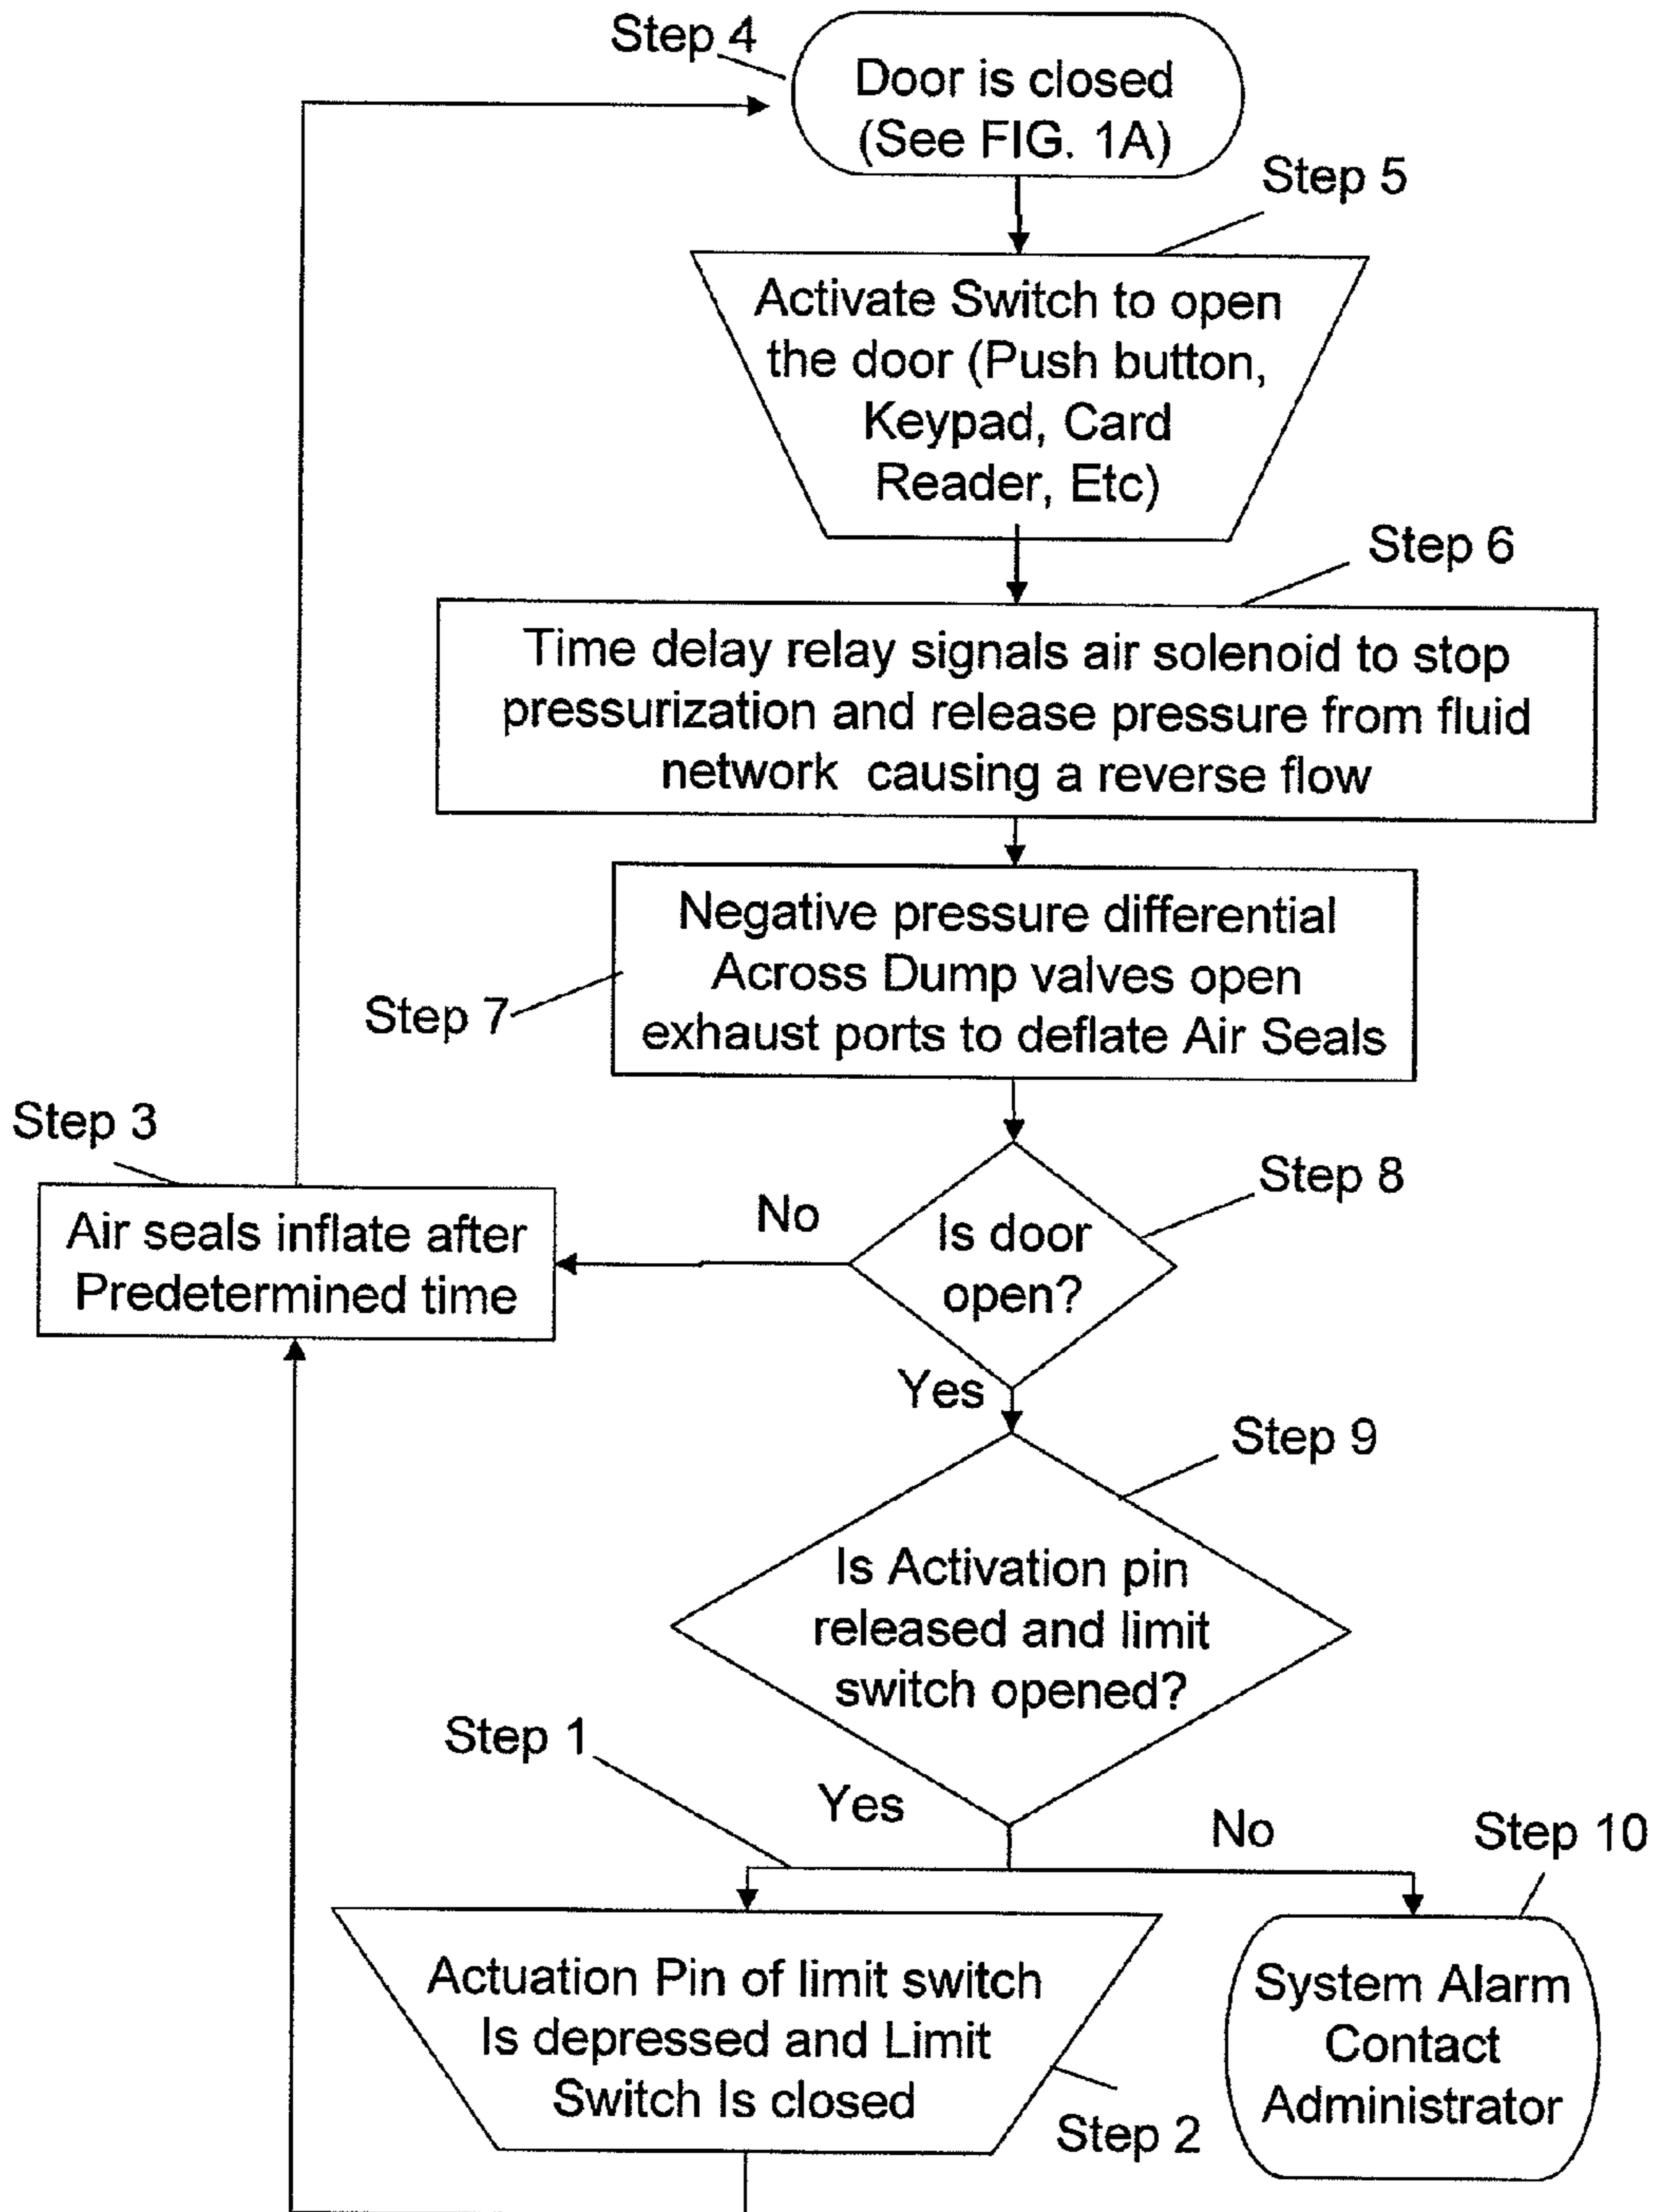 Step 4
Door is closed
(See FIG. 1A)
Step 5
Activate Switch to open
the door (Push button,
Keypad, Card
Reader, Etc)
Step 6
Time delay relay signals air solenoid to stop
pressurization and release pressure from fluid
network causing a reverse flow
Negative pressure differential
Across Dump valves open
exhaust ports to deflate Air Seals
Step 7
Step 3
Air seals inflate after
Predetermined time
No
Step 8
Is door
open?
Yes
Step 9
Is Activation pin
released and limit
switch opened?
Step 1
Yes
No
Step 10
Actuation Pin of limit switch
Is depressed and Limit
Switch Is closed
Step 2
System Alarm
Contact
Administrator